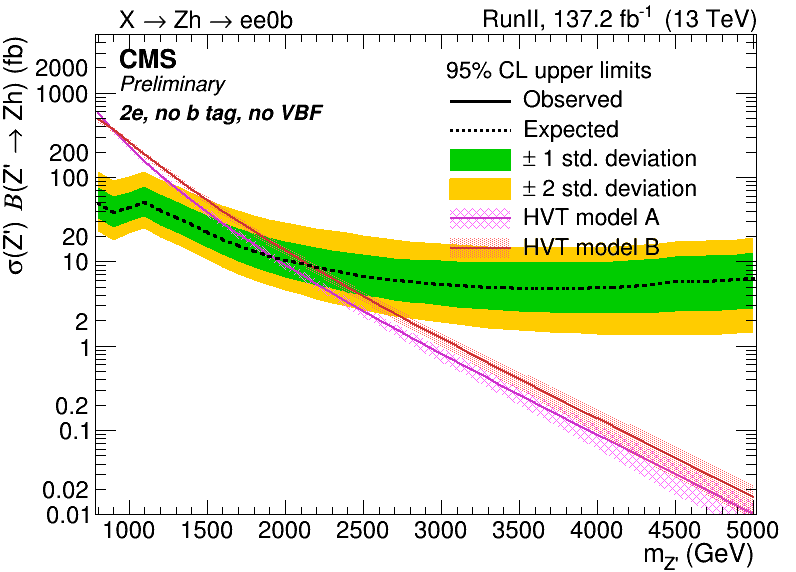 X → Zh → ee0b
RunII, 137.2 fb⁻¹ (13 TeV)
CMS
Preliminary
2e, no b tag, no VBF
95% CL upper limits
Observed
Expected
± 1 std. deviation
± 2 std. deviation
HVT model A
HVT model B
σ(Z') B(Z' → Zh) (fb)
2000
1000
200
100
20
10
2
1
0.2
0.1
0.02
0.01
1000 1500 2000 2500 3000 3500 4000 4500 5000
m_Z' (GeV)